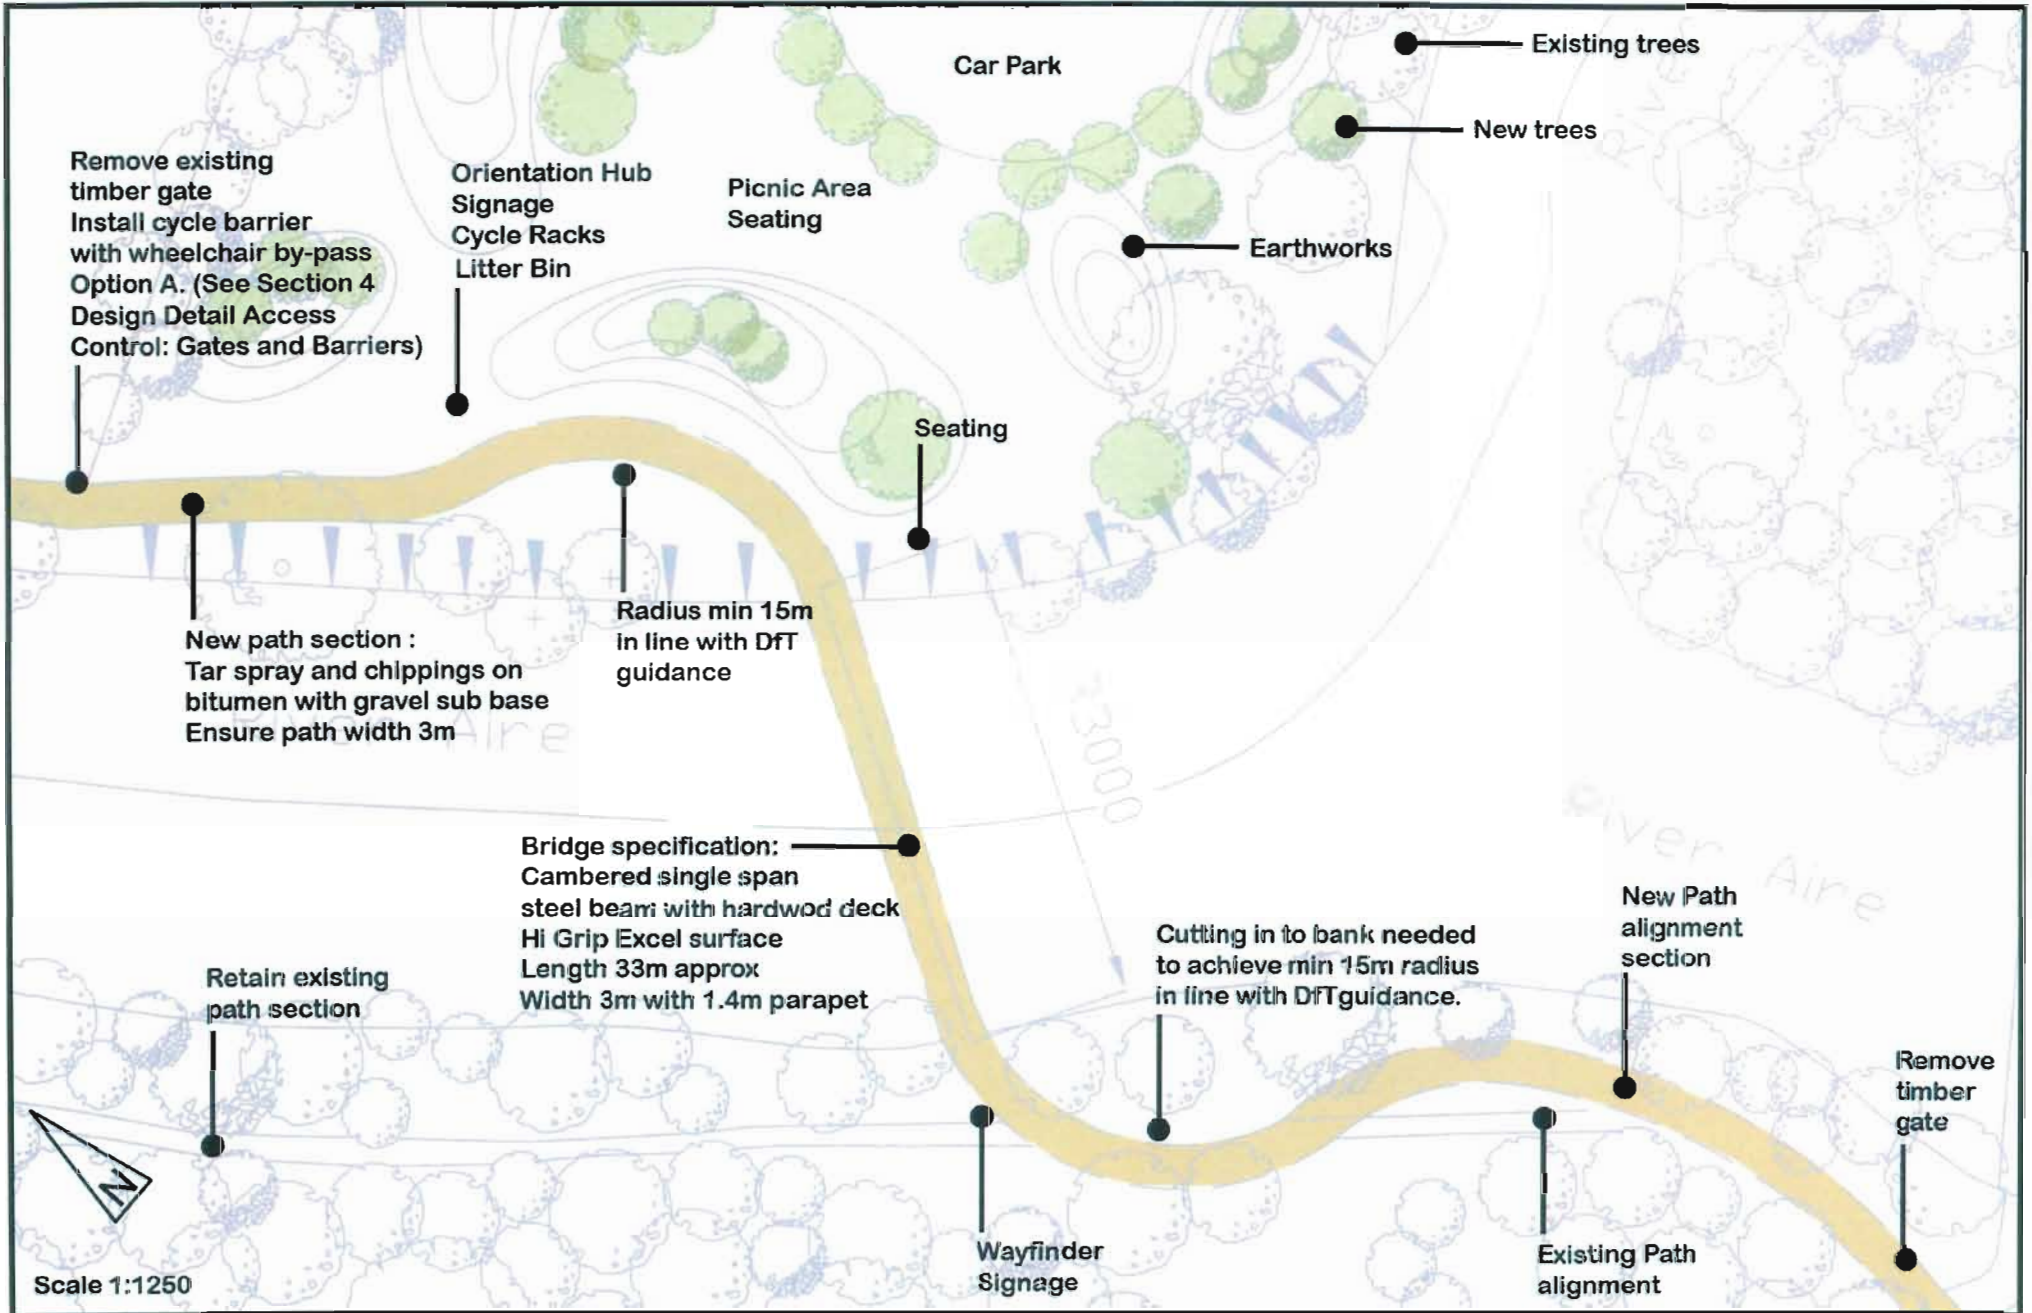 Existing trees
Car Park
New trees
Remove existing
timber gate
Install cycle barrier
with wheelchair by-pass
Option A. (See Section 4
Design Detail Access
Control: Gates and Barriers)
Orientation Hub
Signage
Cycle Racks
Litter Bin
Picnic Area
Seating
Earthworks
Seating
New path section :
Tar spray and chippings on
bitumen with gravel sub base
Ensure path width 3m
Radius min 15m
in line with DfT
guidance
River Aire
River Aire
Bridge specification:
Cambered single span
steel beam with hardwod deck
Hi Grip Excel surface
Length 33m approx
Width 3m with 1.4m parapet
New Path
alignment
section
Cutting in to bank needed
to achieve min 15m radius
in line with DfTguidance.
Retain existing
path section
Remove
timber
gate
N
Wayfinder
Signage
Existing Path
alignment
Scale 1:1250